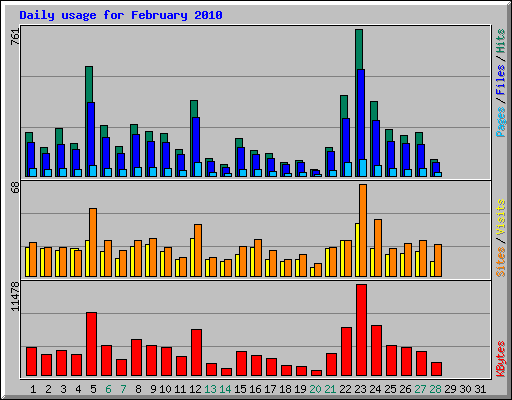 Daily usage for February 2010
761
Pages / Files / Hits
68
Sites / Visits
11478
KBytes
1 2 3 4 5 6 7 8 9 10 11 12 13 14 15 16 17 18 19 20 21 22 23 24 25 26 27 28 29 30 31